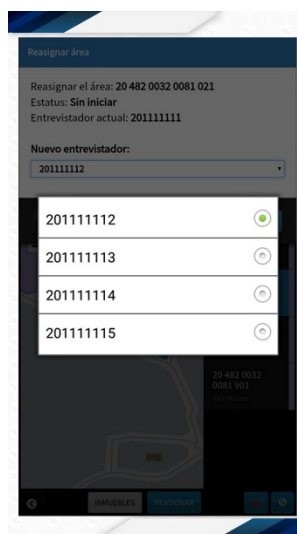 Reasignar área
Reasignar el área: 20 482 0032 0081 021
Estatus: Sin iniciar
Entrevistador actual: 201111111
Nuevo entrevistador:
201111112
201111112
201111113
201111114
201111115
20 482 0032
0081 901
Sin iniciar
INMUEBLES
REASIGNAR